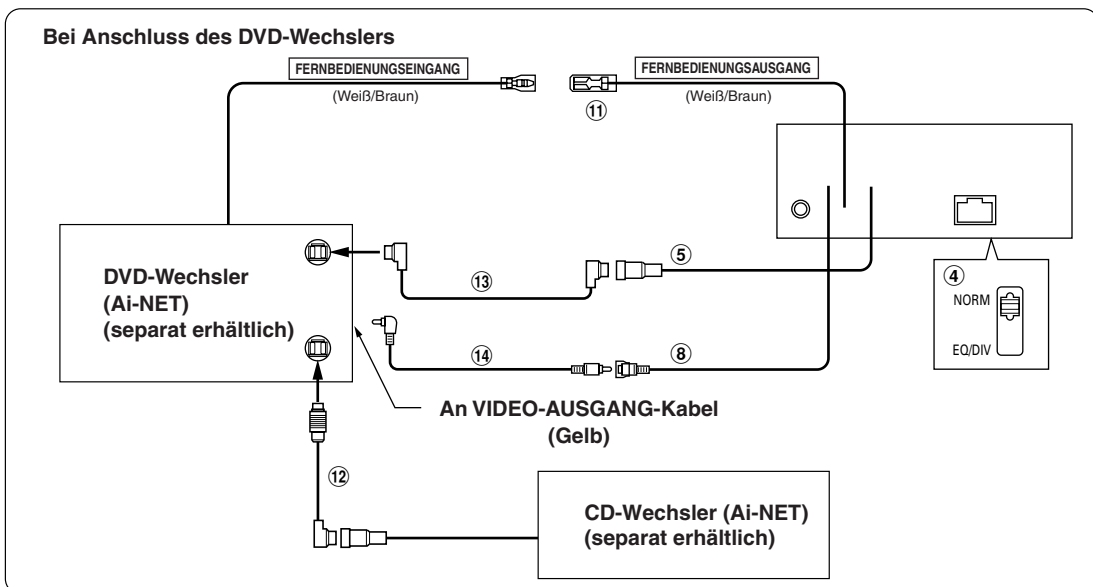 Bei Anschluss des DVD-Wechslers
FERNBEDIENUNGSEINGANG
(Weiß/Braun)
FERNBEDIENUNGSAUSGANG
(Weiß/Braun)
⑪
DVD-Wechsler
(Ai-NET)
(separat erhältlich)
⑬
⑤
④
NORM
EQ/DIV
⑭
⑧
An VIDEO-AUSGANG-Kabel
(Gelb)
⑫
CD-Wechsler (Ai-NET)
(separat erhältlich)